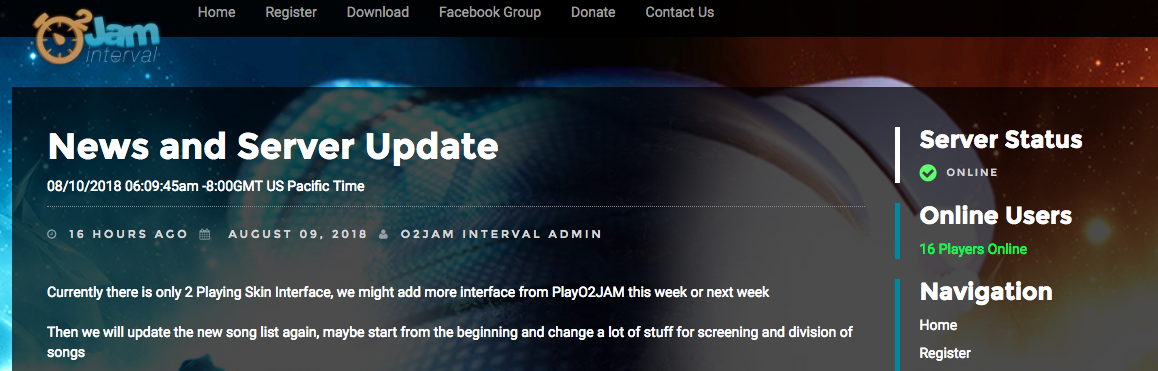 O2Jam
interval
Home Register Download Facebook Group Donate Contact Us
News and Server Update
08/10/2018 06:09:45am -8:00GMT US Pacific Time
16 HOURS AGO AUGUST 09, 2018 O2JAM INTERVAL ADMIN
Currently there is only 2 Playing Skin Interface, we might add more interface from PlayO2JAM this week or next week
Then we will update the new song list again, maybe start from the beginning and change a lot of stuff for screening and division of
songs
Server Status
ONLINE
Online Users
16 Players Online
Navigation
Home
Register